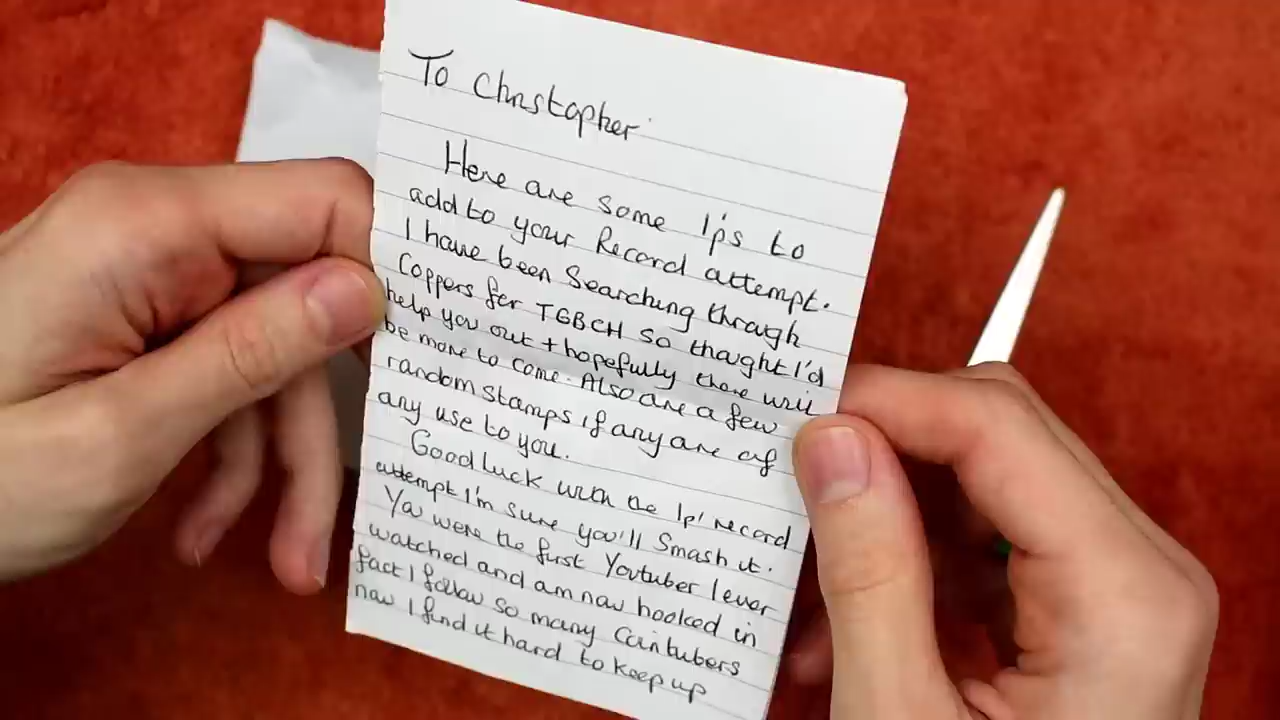 To Christopher
Here are some 1p's to
add to your Record attempt.
I have been Searching through
Coppers for TGBCH so thought I'd
help you out + hopefully there will
be more to come. Also are a few
random stamps if any are of
any use to you.
Good luck with the 1p' record
attempt I'm sure you'll Smash it.
You were the first Youtuber I ever
watched and am now hooked in
fact I follow so many Cointubers
now I find it hard to keep up